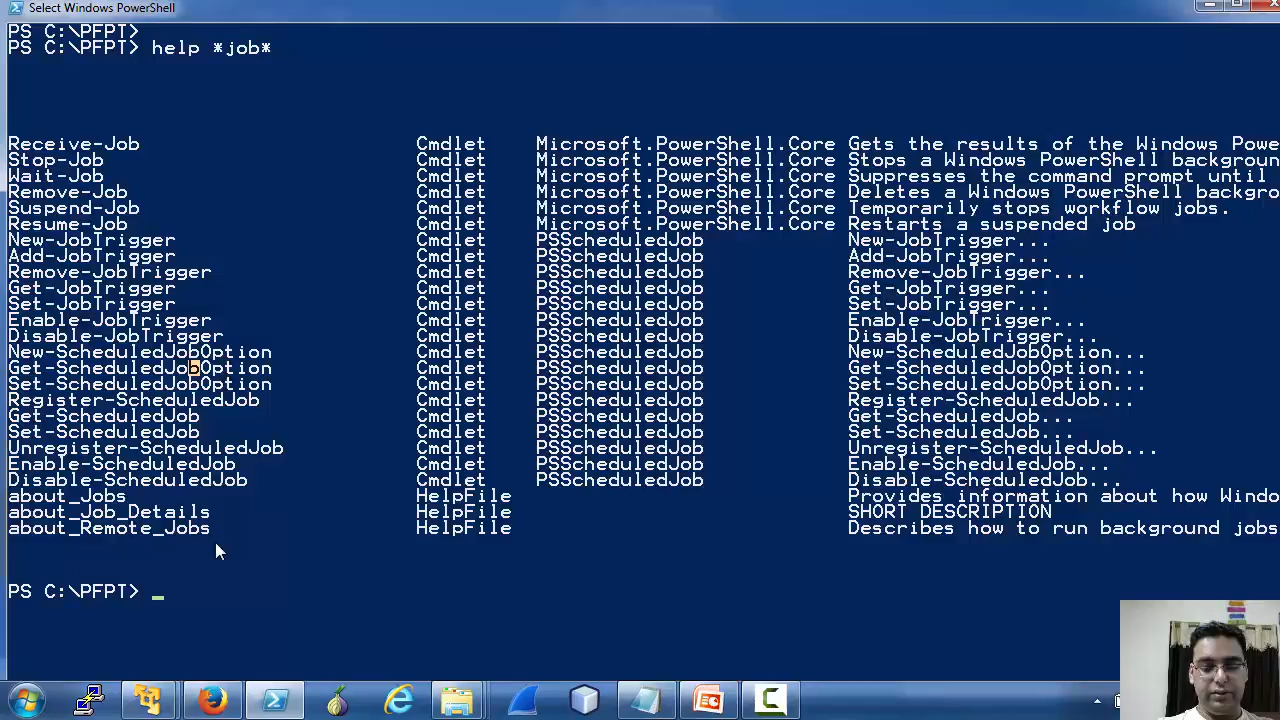 Select Windows PowerShell
PS C:\PFPT>
PS C:\PFPT> help *job*
Receive-Job Cmdlet Microsoft.PowerShell.Core Gets the results of the Windows Powe
Stop-Job Cmdlet Microsoft.PowerShell.Core Stops a Windows PowerShell backgroun
Wait-Job Cmdlet Microsoft.PowerShell.Core Suppresses the command prompt until
Remove-Job Cmdlet Microsoft.PowerShell.Core Deletes a Windows PowerShell backgro
Suspend-Job Cmdlet Microsoft.PowerShell.Core Temporarily stops workflow jobs.
Resume-Job Cmdlet Microsoft.PowerShell.Core Restarts a suspended job
New-JobTrigger Cmdlet PSScheduledJob New-JobTrigger...
Add-JobTrigger Cmdlet PSScheduledJob Add-JobTrigger...
Remove-JobTrigger Cmdlet PSScheduledJob Remove-JobTrigger...
Get-JobTrigger Cmdlet PSScheduledJob Get-JobTrigger...
Set-JobTrigger Cmdlet PSScheduledJob Set-JobTrigger...
Enable-JobTrigger Cmdlet PSScheduledJob Enable-JobTrigger...
Disable-JobTrigger Cmdlet PSScheduledJob Disable-JobTrigger...
New-ScheduledJobOption Cmdlet PSScheduledJob New-ScheduledJobOption...
Get-ScheduledJobOption Cmdlet PSScheduledJob Get-ScheduledJobOption...
Set-ScheduledJobOption Cmdlet PSScheduledJob Set-ScheduledJobOption...
Register-ScheduledJob Cmdlet PSScheduledJob Register-ScheduledJob...
Get-ScheduledJob Cmdlet PSScheduledJob Get-ScheduledJob...
Set-ScheduledJob Cmdlet PSScheduledJob Set-ScheduledJob...
Unregister-ScheduledJob Cmdlet PSScheduledJob Unregister-ScheduledJob...
Enable-ScheduledJob Cmdlet PSScheduledJob Enable-ScheduledJob...
Disable-ScheduledJob Cmdlet PSScheduledJob Disable-ScheduledJob...
about_Jobs HelpFile Provides information about how Windo
about_Job_Details HelpFile SHORT DESCRIPTION
about_Remote_Jobs HelpFile Describes how to run background jobs
PS C:\PFPT> _